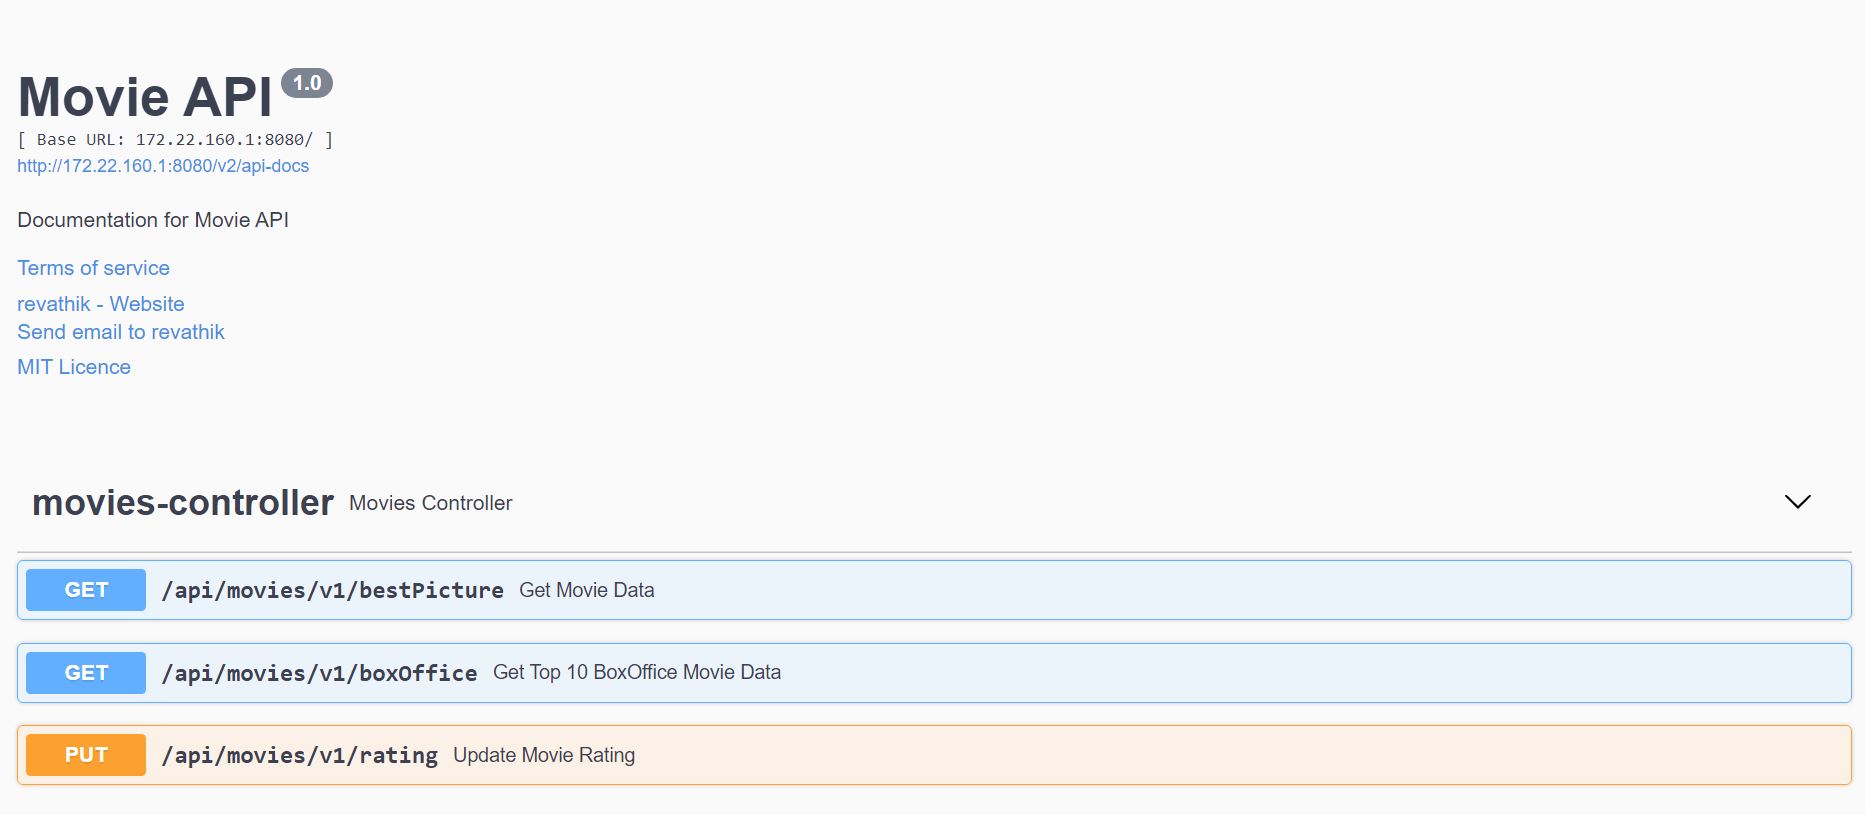 Movie API 1.0
[ Base URL: 172.22.160.1:8080/ ]
http://172.22.160.1:8080/v2/api-docs
Documentation for Movie API
Terms of service
revathik - Website
Send email to revathik
MIT Licence
movies-controller Movies Controller
GET /api/movies/v1/bestPicture Get Movie Data
GET /api/movies/v1/boxOffice Get Top 10 BoxOffice Movie Data
PUT /api/movies/v1/rating Update Movie Rating